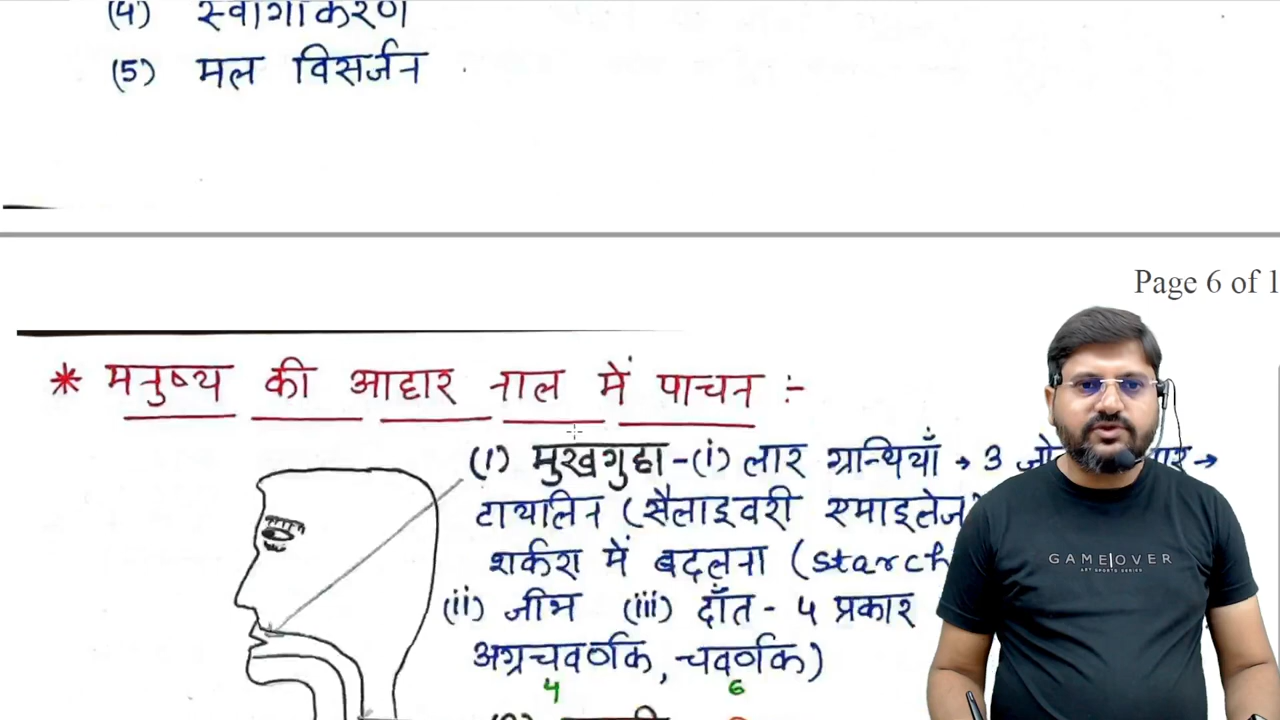 (4) स्वांगीकरण
(5) मल विसर्जन
Page 6 of 1
* मनुष्य की आहार नाल में पाचन :-
(1) मुखगुहा - (i) लार ग्रन्थियाँ → 3 →
टायलिन (सैलाइवरी एमाइलेज
शर्करा में बदलना (starch
(ii) जीभ (iii) दाँत - 4 प्रकार
अग्रचवर्णक, चवर्णक)
4 6
GAME OVER